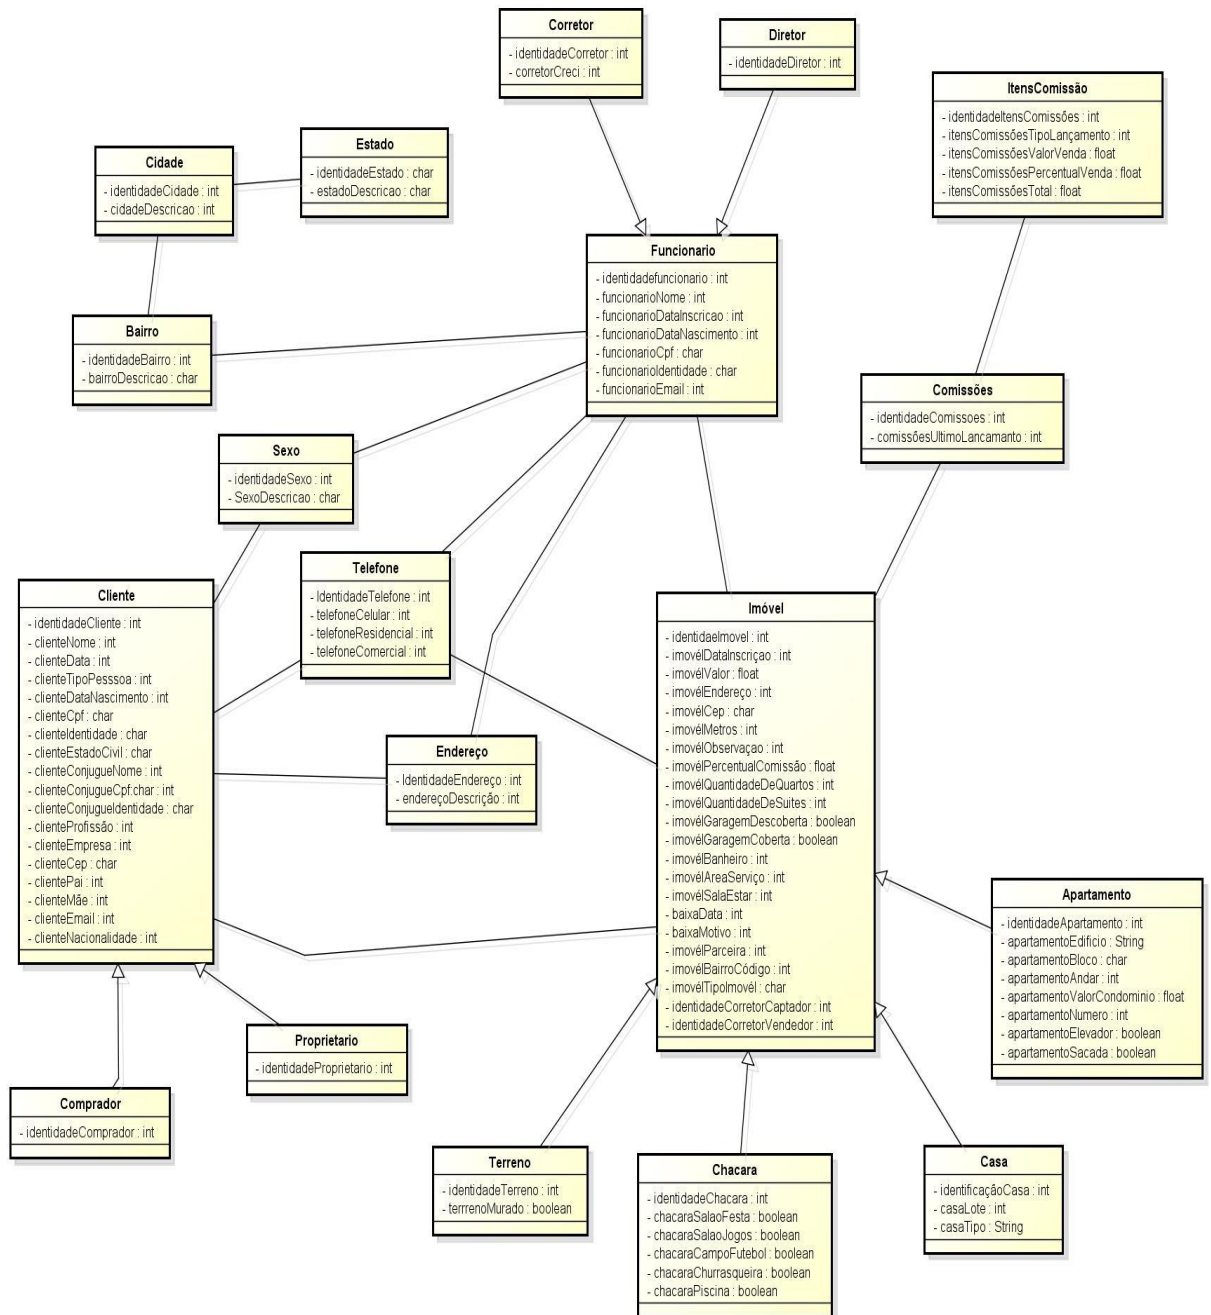 Corretor
- identidadeCorretor : int
- corretorCreci : int
Diretor
- identidadeDiretor : int
ItensComissão
- identidadeItensComissões : int
- itensComissõesTipoLançamento : int
- itensComissõesValorVenda : float
- itensComissõesPercentualVenda : float
- itensComissõesTotal : float
Estado
- identidadeEstado : char
- estadoDescricao : char
Cidade
- identidadeCidade : int
- cidadeDescricao : int
Funcionario
- identidadefuncionario : int
- funcionarioNome : int
- funcionarioDataInscricao : int
- funcionarioDataNascimento : int
- funcionarioCpf : char
- funcionarioIdentidade : char
- funcionarioEmail : int
Bairro
- identidadeBairro : int
- bairroDescricao : char
Comissões
- identidadeComissoes : int
- comissõesUltimoLancamanto : int
Sexo
- identidadeSexo : int
- SexoDescricao : char
Telefone
- IdentidadeTelefone : int
- telefoneCelular : int
- telefoneResidencial : int
- telefoneComercial : int
Cliente
- identidadeCliente : int
- clienteNome : int
- clienteData : int
- clienteTipoPesssoa : int
- clienteDataNascimento : int
- clienteCpf : char
- clienteIdentidade : char
- clienteEstadoCivil : char
- clienteConjugueNome : int
- clienteConjugueCpf:char : int
- clienteConjugueIdentidade : char
- clienteProfissão : int
- clienteEmpresa : int
- clienteCep : char
- clientePai : int
- clienteMãe : int
- clienteEmail : int
- clienteNacionalidade : int
Imóvel
- identidaeImovel : int
- imovélDataInscriçao : int
- imovélValor : float
- imovélEndereço : int
- imovélCep : char
- imovélMetros : int
- imovélObservaçao : int
- imovélPercentualComissão : float
- imovélQuantidadeDeQuartos : int
- imovélQuantidadeDeSuites : int
- imovélGaragemDescoberta : boolean
- imovélGaragemCoberta : boolean
- imovélBanheiro : int
- imovélAreaServiço : int
- imovélSalaEstar : int
- baixaData : int
- baixaMotivo : int
- imovélParceira : int
- imovélBairroCódigo : int
- imovélTipoImovél : char
- identidadeCorretorCaptador : int
- identidadeCorretorVendedor : int
Endereço
- IdentidadeEndereço : int
- endereçoDescrição : int
Apartamento
- identidadeApartamento : int
- apartamentoEdificio : String
- apartamentoBloco : char
- apartamentoAndar : int
- apartamentoValorCondominio : float
- apartamentoNumero : int
- apartamentoElevador : boolean
- apartamentoSacada : boolean
Proprietario
- identidadeProprietario : int
Comprador
- identidadeComprador : int
Terreno
- identidadeTerreno : int
- terrrenoMurado : boolean
Chacara
- identidadeChacara : int
- chacaraSalaoFesta : boolean
- chacaraSalaoJogos : boolean
- chacaraCampoFutebol : boolean
- chacaraChurrasqueira : boolean
- chacaraPiscina : boolean
Casa
- identificaçãoCasa : int
- casaLote : int
- casaTipo : String